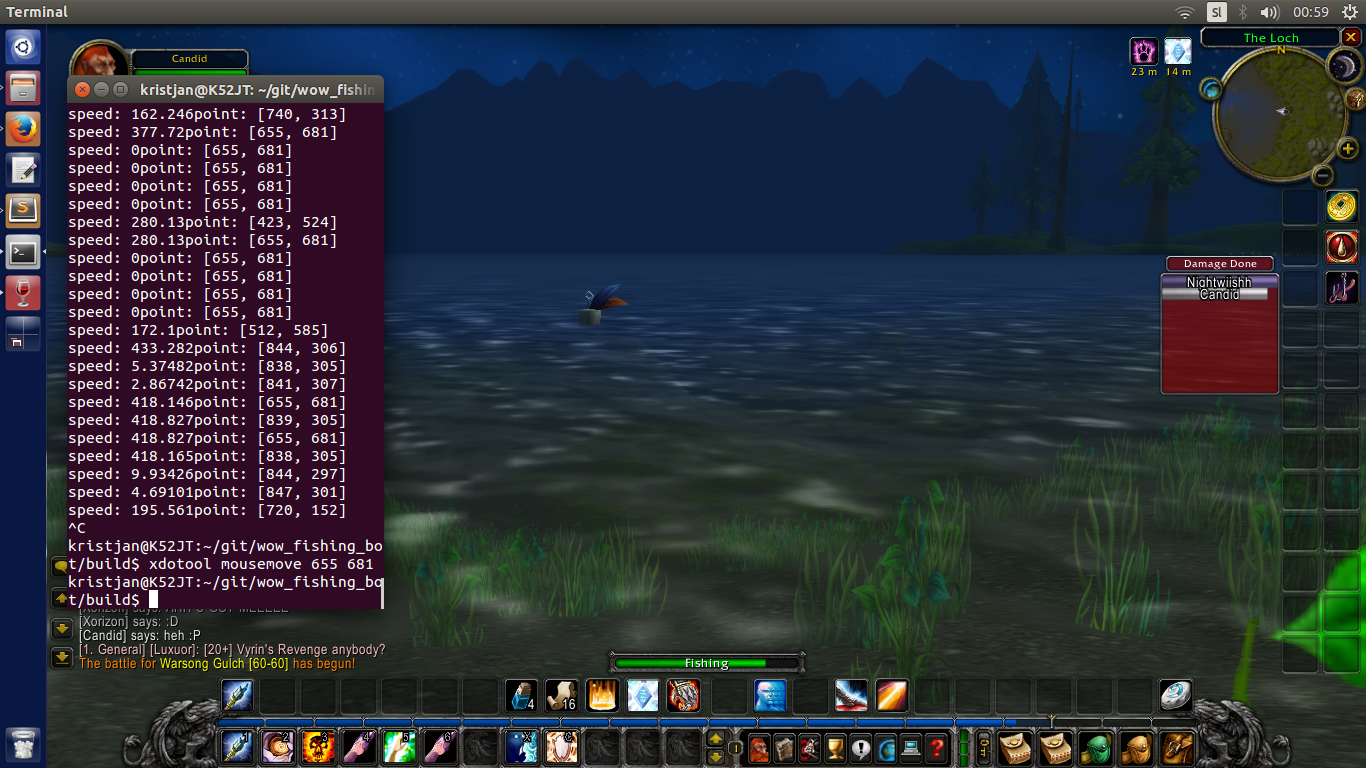 Terminal
Sl
00:59
Candid
The Loch
N
23 m
14 m
kristjan@K52JT: ~/git/wow_fishin
speed: 162.246point: [740, 313]
speed: 377.72point: [655, 681]
speed: 0point: [655, 681]
speed: 0point: [655, 681]
speed: 0point: [655, 681]
speed: 0point: [655, 681]
speed: 280.13point: [423, 524]
speed: 280.13point: [655, 681]
speed: 0point: [655, 681]
speed: 0point: [655, 681]
speed: 0point: [655, 681]
speed: 0point: [655, 681]
speed: 172.1point: [512, 585]
speed: 433.282point: [844, 306]
speed: 5.37482point: [838, 305]
speed: 2.86742point: [841, 307]
speed: 418.146point: [655, 681]
speed: 418.827point: [839, 305]
speed: 418.827point: [655, 681]
speed: 418.165point: [838, 305]
speed: 9.93426point: [844, 297]
speed: 4.69101point: [847, 301]
speed: 195.561point: [720, 152]
^C
kristjan@K52JT:~/git/wow_fishing_bo
t/build$ xdotool mousemove 655 681
kristjan@K52JT:~/git/wow_fishing_bo
t/build$
Damage Done
Nightwiishh
Candid
[Xorizon] says: :D
[Candid] says: heh :P
[1. General] [Luxuor]: [20+] Vyrin's Revenge anybody?
The battle for Warsong Gulch [60-60] has begun!
Fishing
4
16
1
2
3
4
5
6
X
C
1